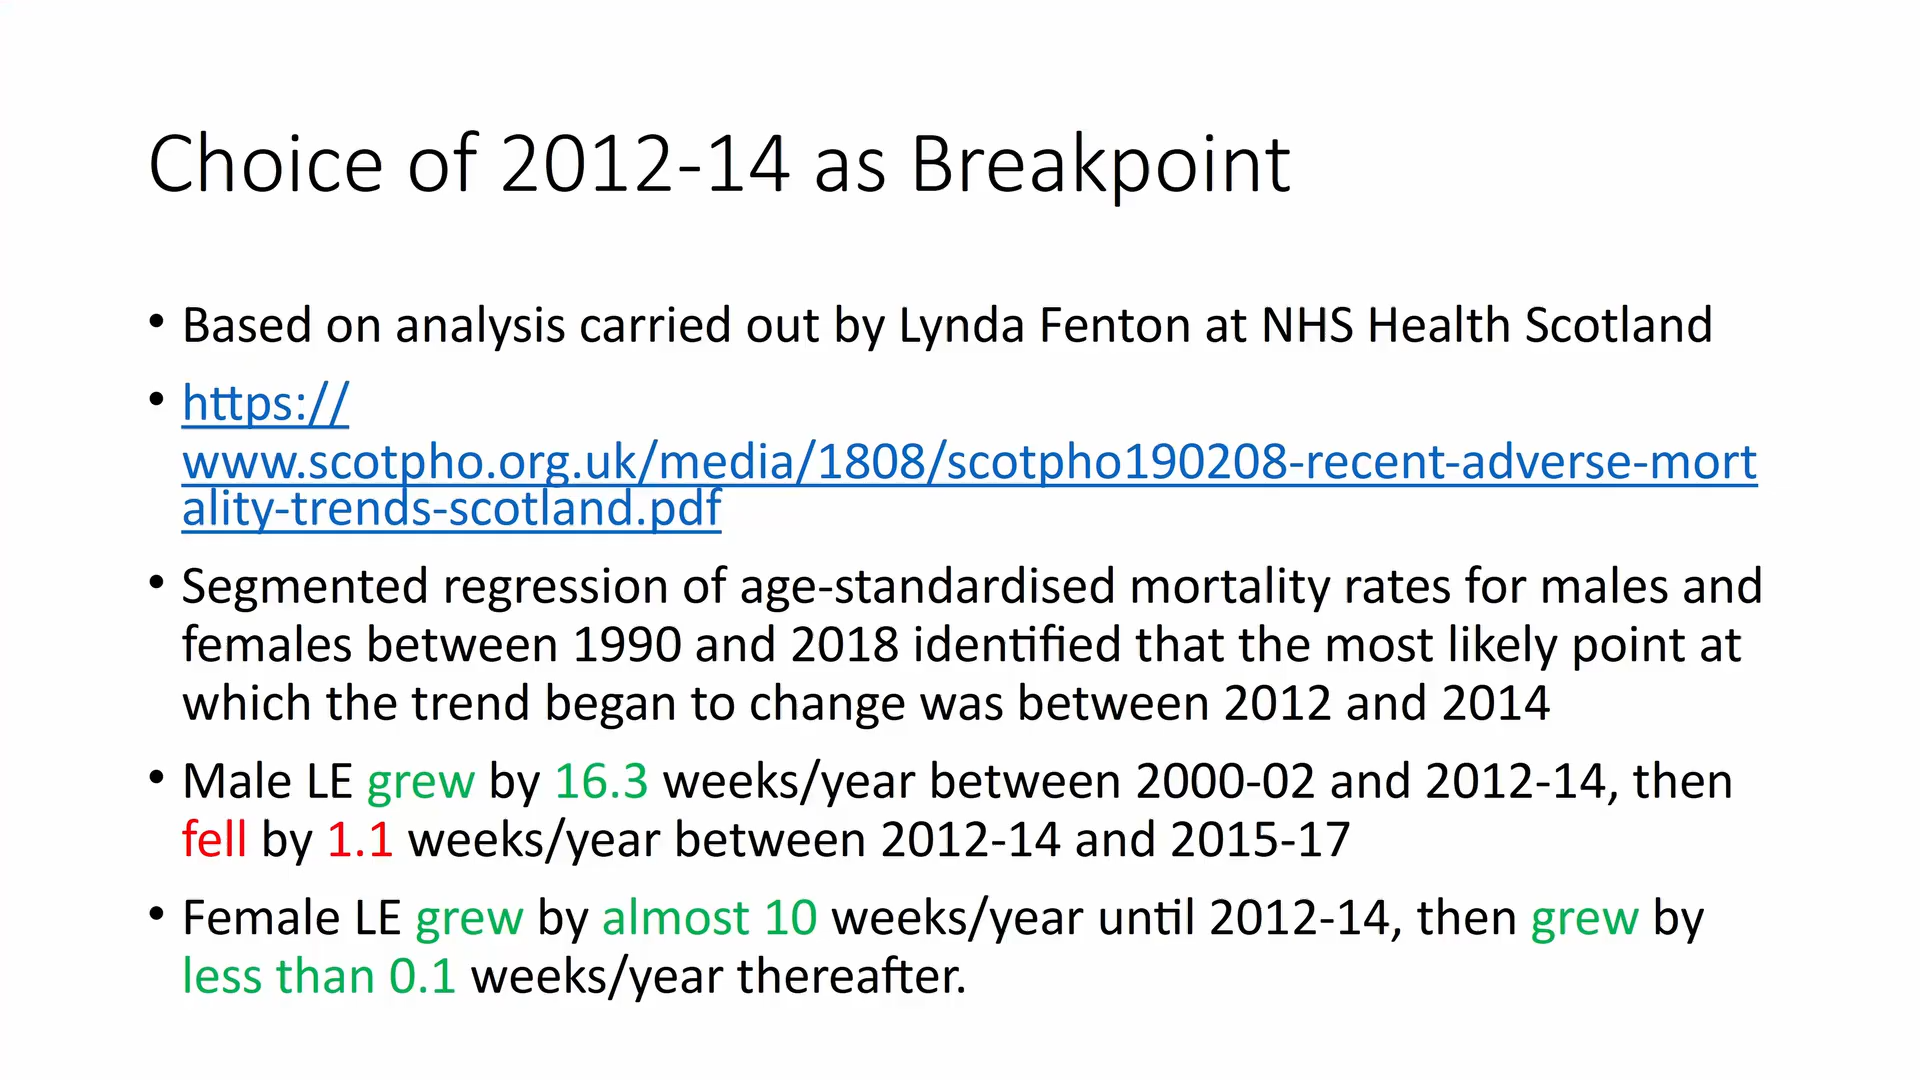 Choice of 2012-14 as Breakpoint
• Based on analysis carried out by Lynda Fenton at NHS Health Scotland
• https://
www.scotpho.org.uk/media/1808/scotpho190208-recent-adverse-mort
ality-trends-scotland.pdf
• Segmented regression of age-standardised mortality rates for males and
females between 1990 and 2018 identified that the most likely point at
which the trend began to change was between 2012 and 2014
• Male LE grew by 16.3 weeks/year between 2000-02 and 2012-14, then
fell by 1.1 weeks/year between 2012-14 and 2015-17
• Female LE grew by almost 10 weeks/year until 2012-14, then grew by
less than 0.1 weeks/year thereafter.